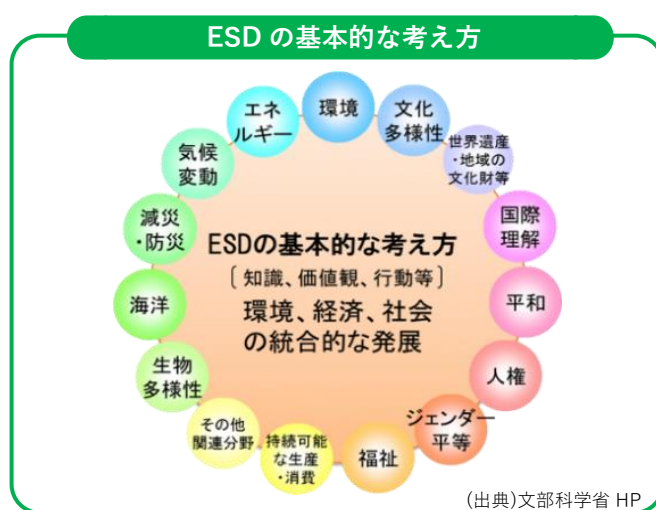 ESD の基本的な考え方
環境
文化
多様性
世界遺産
・地域の
文化財等
国際
理解
平和
人権
ジェンダー
平等
福祉
持続可能
な生産
・消費
その他
関連分野
生物
多様性
海洋
減災
・防災
気候
変動
エネ
ルギー
ESDの基本的な考え方
［知識、価値観、行動等］
環境、経済、社会
の統合的な発展
(出典)文部科学省 HP